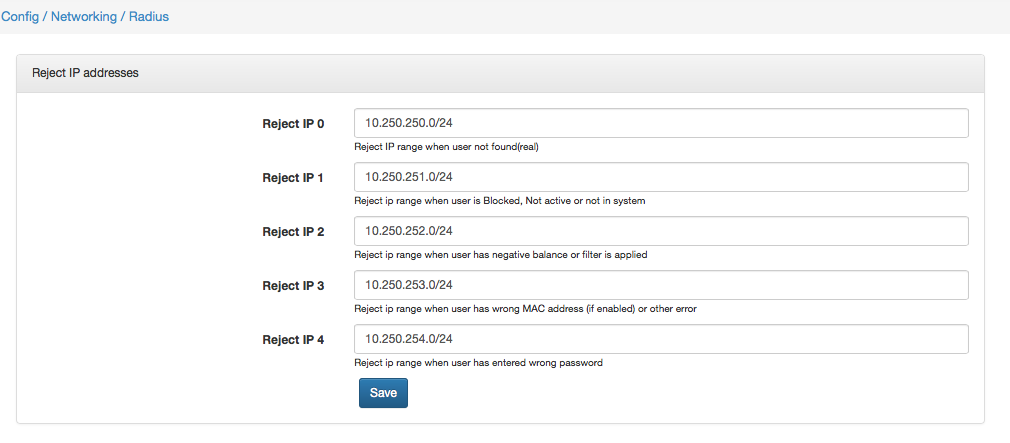 Config / Networking / Radius
Reject IP addresses
Reject IP 0 10.250.250.0/24
Reject IP range when user not found(real)
Reject IP 1 10.250.251.0/24
Reject ip range when user is Blocked, Not active or not in system
Reject IP 2 10.250.252.0/24
Reject ip range when user has negative balance or filter is applied
Reject IP 3 10.250.253.0/24
Reject ip range when user has wrong MAC address (if enabled) or other error
Reject IP 4 10.250.254.0/24
Reject ip range when user has entered wrong password
Save